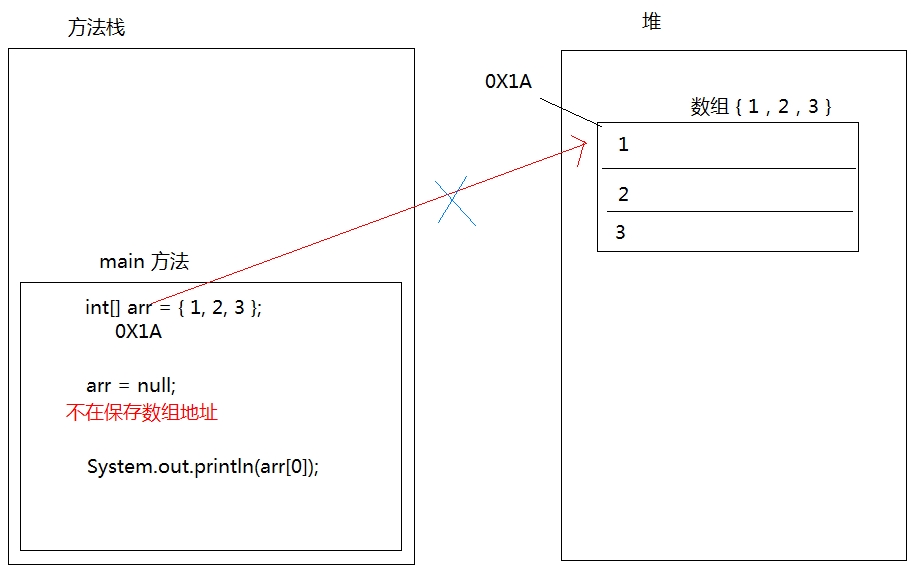 方法栈
堆
0X1A
数组 { 1 , 2 , 3 }
1
2
3
main 方法
int[] arr = { 1, 2, 3 };
0X1A
arr = null;
不在保存数组地址
System.out.println(arr[0]);